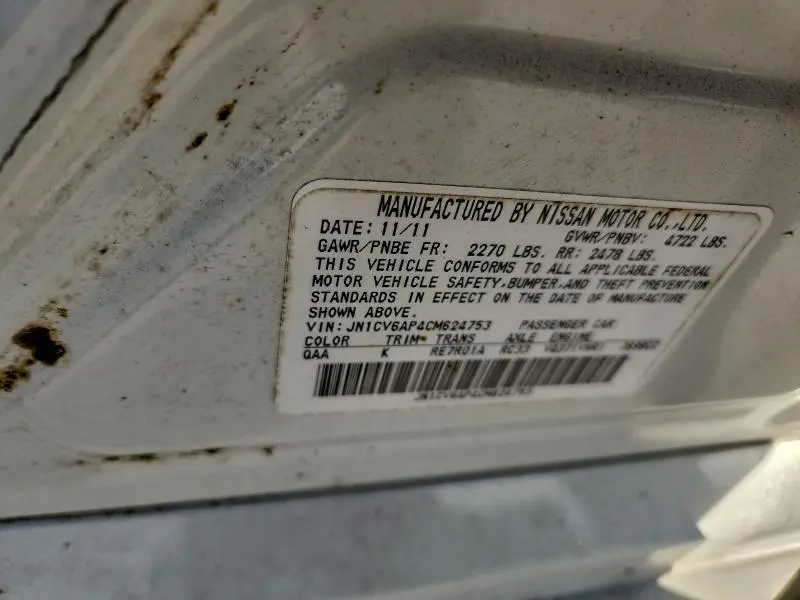 MANUFACTURED BY NISSAN MOTOR CO.,LTD.
DATE: 11/11 GVWR/PNBV: 4722 LBS.
GAWR/PNBE FR: 2270 LBS. RR: 2478 LBS.
THIS VEHICLE CONFORMS TO ALL APPLICABLE FEDERAL
MOTOR VEHICLE SAFETY,BUMPER,AND THEFT PREVENTION
STANDARDS IN EFFECT ON THE DATE OF MANUFACTURE
SHOWN ABOVE.
VIN: JN1CV6AP4CM624753 PASSENGER CAR
COLOR TRIM TRANS AXLE ENGINE
QAA K RE7R01A RC33
JN1CV6AP4CM624753